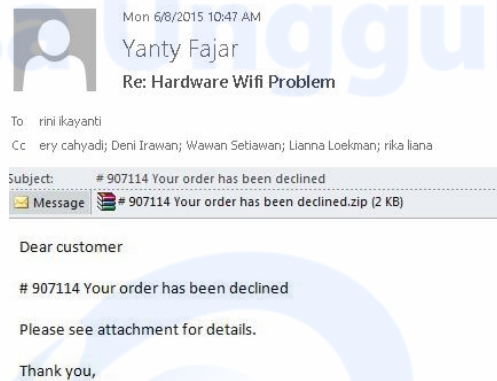 Mon 6/8/2015 10:47 AM
Yanty Fajar
Re: Hardware Wifi Problem
To rini ikayanti
Cc ery cahyadi; Deni Irawan; Wawan Setiawan; Lianna Loekman; rika liana
Subject: # 907114 Your order has been declined
Message # 907114 Your order has been declined.zip (2 KB)
Dear customer
# 907114 Your order has been declined
Please see attachment for details.
Thank you,